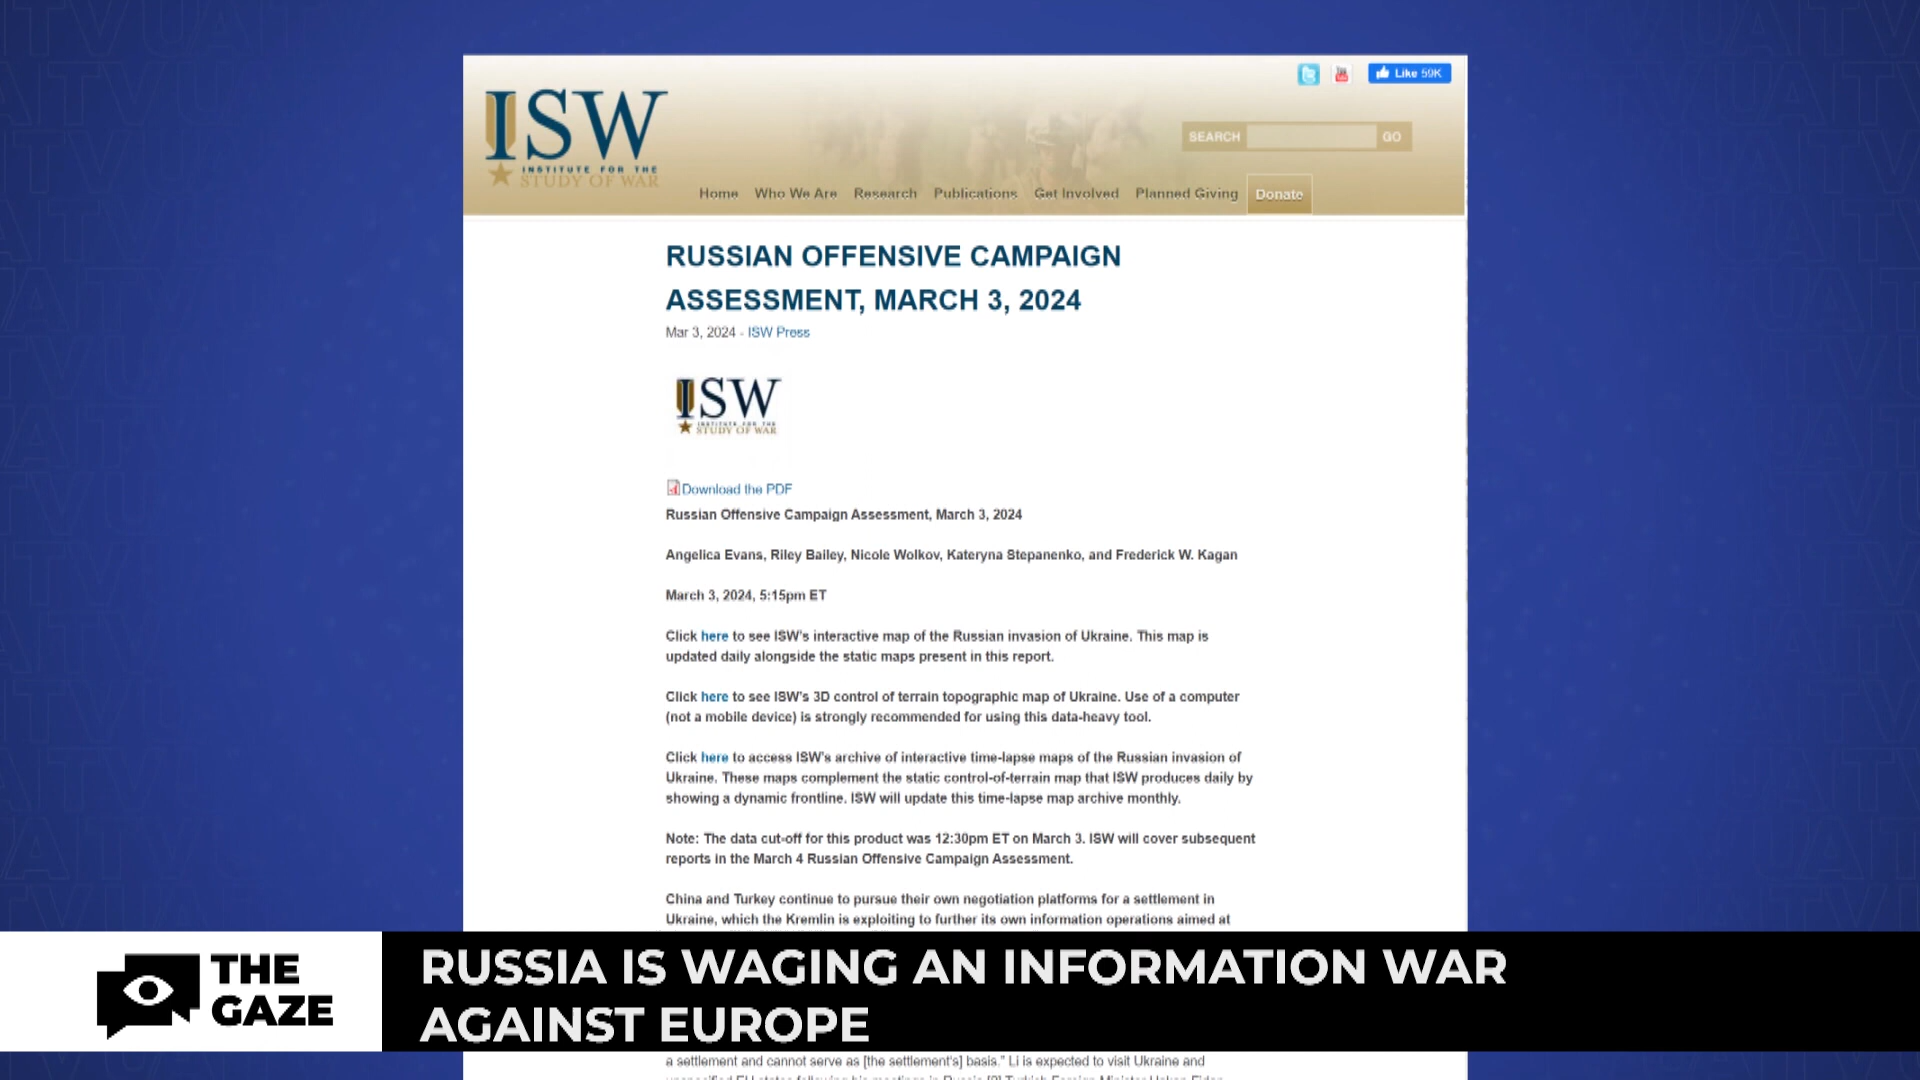 Like 59K
ISW
INSTITUTE FOR THE
STUDY OF WAR
SEARCH GO
Home Who We Are Research Publications Get Involved Planned Giving Donate
RUSSIAN OFFENSIVE CAMPAIGN
ASSESSMENT, MARCH 3, 2024
Mar 3, 2024 - ISW Press
ISW
INSTITUTE FOR THE
STUDY OF WAR
Download the PDF
Russian Offensive Campaign Assessment, March 3, 2024
Angelica Evans, Riley Bailey, Nicole Wolkov, Kateryna Stepanenko, and Frederick W. Kagan
March 3, 2024, 5:15pm ET
Click here to see ISW's interactive map of the Russian invasion of Ukraine. This map is
updated daily alongside the static maps present in this report.
Click here to see ISW's 3D control of terrain topographic map of Ukraine. Use of a computer
(not a mobile device) is strongly recommended for using this data-heavy tool.
Click here to access ISW's archive of interactive time-lapse maps of the Russian invasion of
Ukraine. These maps complement the static control-of-terrain map that ISW produces daily by
showing a dynamic frontline. ISW will update this time-lapse map archive monthly.
Note: The data cut-off for this product was 12:30pm ET on March 3. ISW will cover subsequent
reports in the March 4 Russian Offensive Campaign Assessment.
China and Turkey continue to pursue their own negotiation platforms for a settlement in
Ukraine, which the Kremlin is exploiting to further its own information operations aimed at
THE
GAZE
RUSSIA IS WAGING AN INFORMATION WAR
AGAINST EUROPE
a settlement and cannot serve as [the settlement's] basis." Li is expected to visit Ukraine and